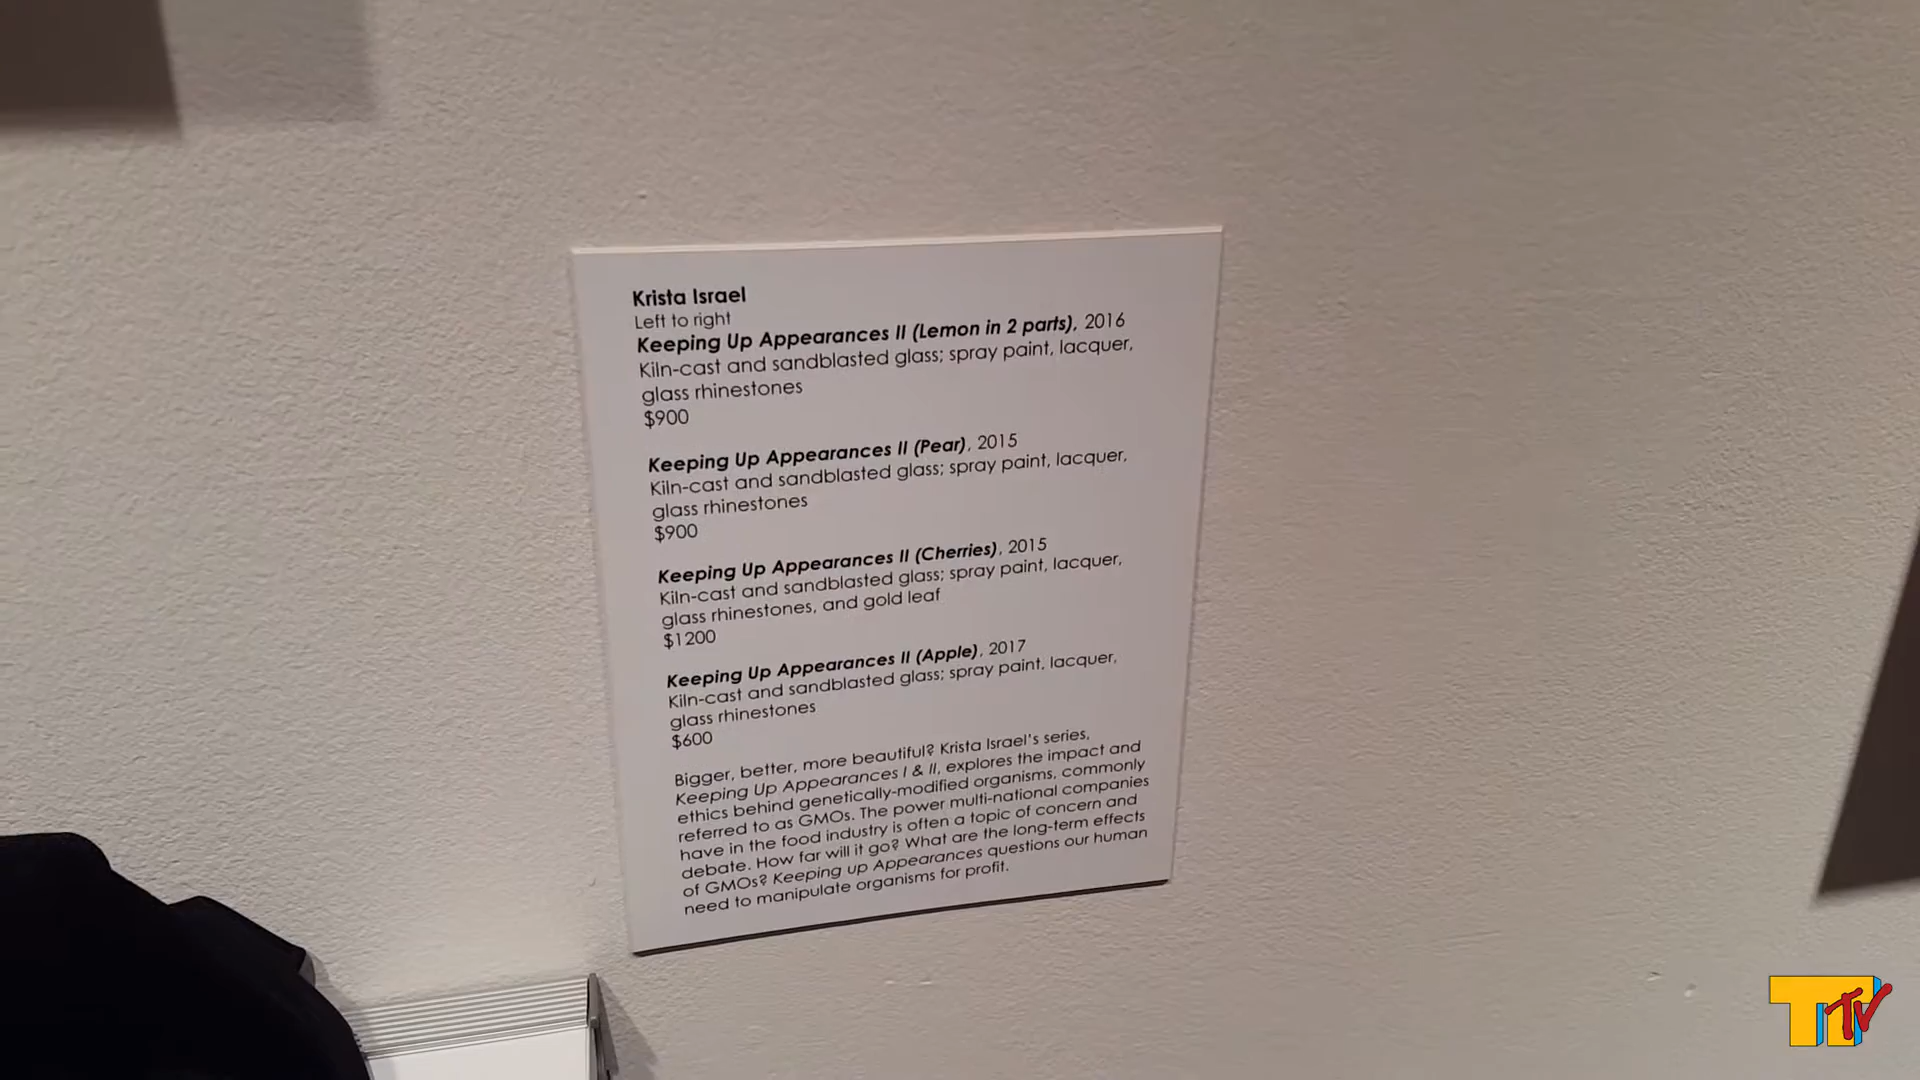 Krista Israel
Left to right
Keeping Up Appearances II (Lemon in 2 parts), 2016
Kiln-cast and sandblasted glass; spray paint, lacquer,
glass rhinestones
$900
Keeping Up Appearances II (Pear), 2015
Kiln-cast and sandblasted glass; spray paint, lacquer,
glass rhinestones
$900
Keeping Up Appearances II (Cherries), 2015
Kiln-cast and sandblasted glass; spray paint, lacquer,
glass rhinestones, and gold leaf
$1200
Keeping Up Appearances II (Apple), 2017
Kiln-cast and sandblasted glass; spray paint, lacquer,
glass rhinestones
$600
Bigger, better, more beautiful? Krista Israel's series,
Keeping Up Appearances I & II, explores the impact and
ethics behind genetically-modified organisms, commonly
referred to as GMOs. The power multi-national companies
have in the food industry is often a topic of concern and
debate. How far will it go? What are the long-term effects
of GMOs? Keeping up Appearances questions our human
need to manipulate organisms for profit.
TTTV